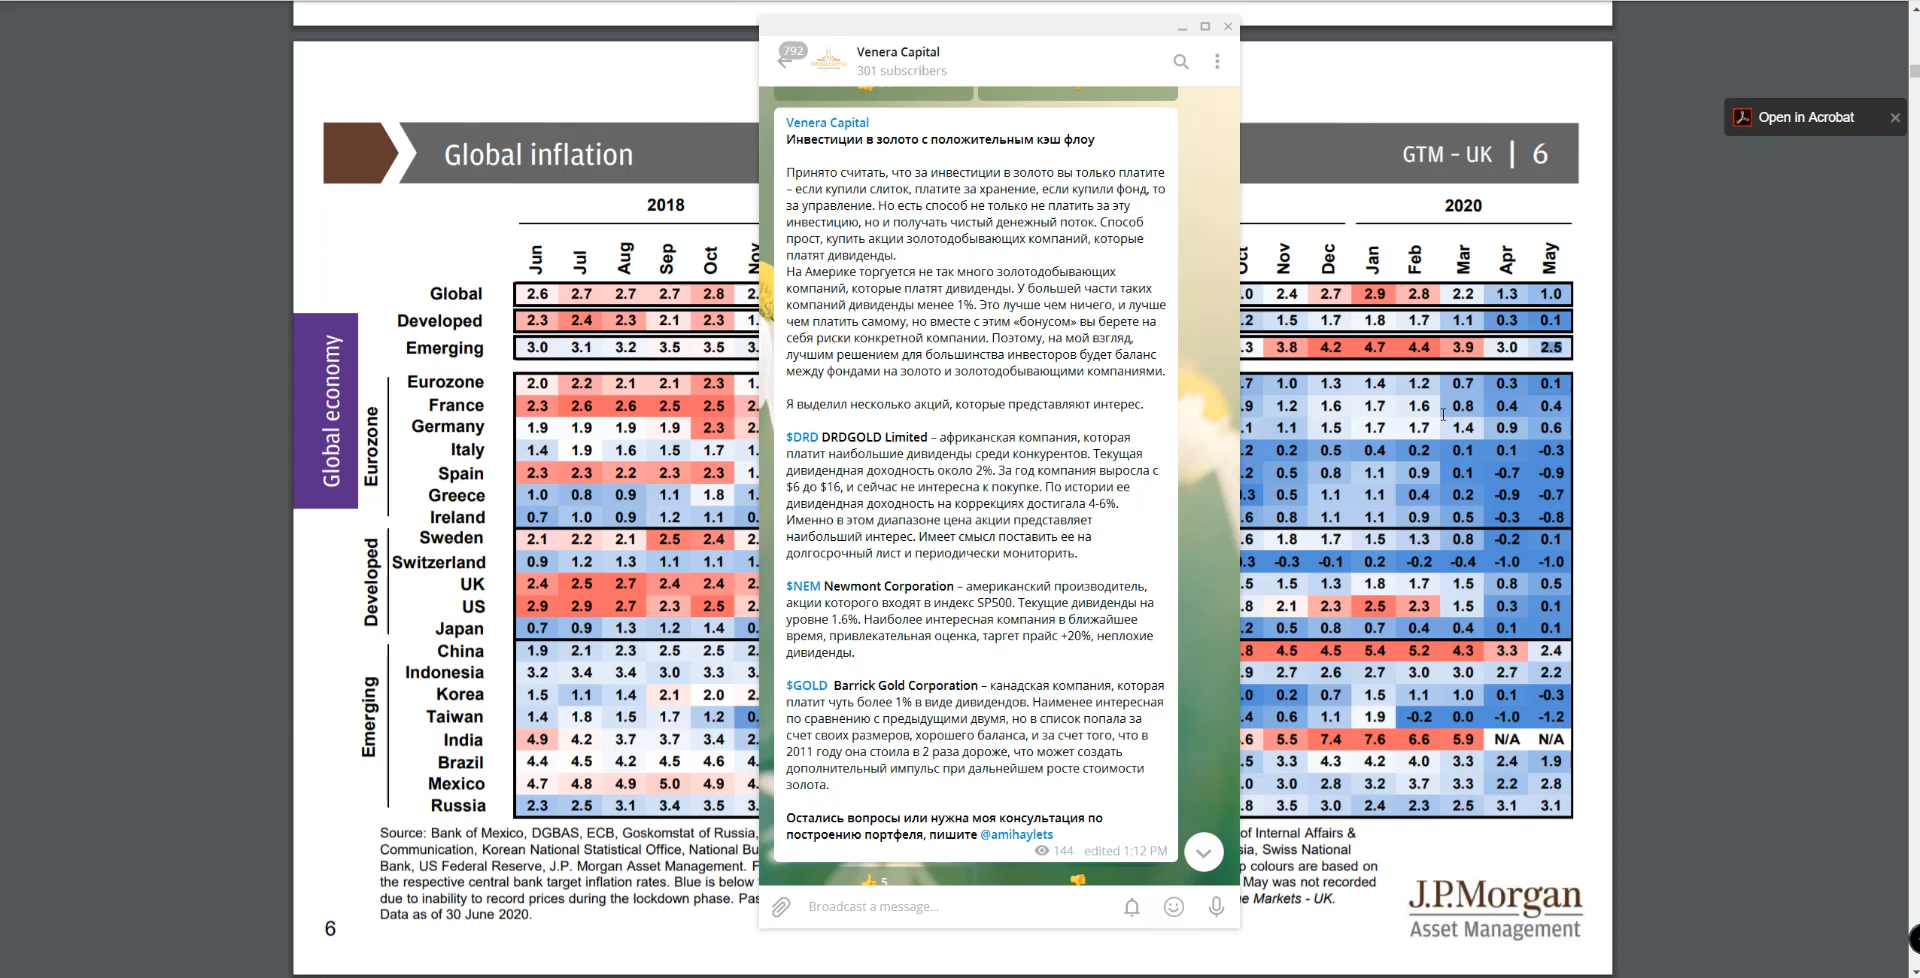 792
Venera Capital
301 subscribers
Open in Acrobat
Global inflation
GTM – UK | 6
2018
2020
Jun Jul Aug Sep Oct
Nov Dec Jan Feb Mar Apr May
Global 2.6 2.7 2.7 2.7 2.8 2.4 2.7 2.9 2.8 2.2 1.3 1.0
Developed 2.3 2.4 2.3 2.1 2.3 1.5 1.7 1.8 1.7 1.1 0.3 0.1
Emerging 3.0 3.1 3.2 3.5 3.5 3.8 4.2 4.7 4.4 3.9 3.0 2.5
Global economy
Eurozone
Eurozone 2.0 2.2 2.1 2.1 2.3 1.0 1.3 1.4 1.2 0.7 0.3 0.1
France 2.3 2.6 2.6 2.5 2.5 1.2 1.6 1.7 1.6 0.8 0.4 0.4
Germany 1.9 1.9 1.9 1.9 2.3 1.1 1.5 1.7 1.7 1.4 0.9 0.6
Italy 1.4 1.9 1.6 1.5 1.7 0.2 0.5 0.4 0.2 0.1 0.1 -0.3
Spain 2.3 2.3 2.2 2.3 2.3 0.5 0.8 1.1 0.9 0.1 -0.7 -0.9
Greece 1.0 0.8 0.9 1.1 1.8 0.5 1.1 1.1 0.4 0.2 -0.9 -0.7
Ireland 0.7 1.0 0.9 1.2 1.1 0.8 1.1 1.1 0.9 0.5 -0.3 -0.8
Developed
Sweden 2.1 2.2 2.1 2.5 2.4 1.8 1.7 1.5 1.3 0.8 -0.2 0.1
Switzerland 0.9 1.2 1.3 1.1 1.1 -0.3 -0.1 0.2 -0.2 -0.4 -1.0 -1.0
UK 2.4 2.5 2.7 2.4 2.4 1.5 1.3 1.8 1.7 1.5 0.8 0.5
US 2.9 2.9 2.7 2.3 2.5 2.1 2.3 2.5 2.3 1.5 0.3 0.1
Japan 0.7 0.9 1.3 1.2 1.4 0.5 0.8 0.7 0.4 0.4 0.1 0.1
Emerging
China 1.9 2.1 2.3 2.5 2.5 4.5 4.5 5.4 5.2 4.3 3.3 2.4
Indonesia 3.2 3.4 3.4 3.0 3.3 2.7 2.6 2.7 3.0 3.0 2.7 2.2
Korea 1.5 1.1 1.4 2.1 2.0 0.2 0.7 1.5 1.1 1.0 0.1 -0.3
Taiwan 1.4 1.8 1.5 1.7 1.2 0.6 1.1 1.9 -0.2 0.0 -1.0 -1.2
India 4.9 4.2 3.7 3.7 3.4 5.5 7.4 7.6 6.6 5.9 N/A N/A
Brazil 4.4 4.5 4.2 4.5 4.6 3.3 4.3 4.2 4.0 3.3 2.4 1.9
Mexico 4.7 4.8 4.9 5.0 4.9 3.0 2.8 3.2 3.7 3.3 2.2 2.8
Russia 2.3 2.5 3.1 3.4 3.5 3.5 3.0 2.4 2.3 2.5 3.1 3.1
Venera Capital
Инвестиции в золото с положительным кэш флоу
Принято считать, что за инвестиции в золото вы только платите
– если купили слиток, платите за хранение, если купили фонд, то
за управление. Но есть способ не только не платить за эту
инвестицию, но и получать чистый денежный поток. Способ
прост, купить акции золотодобывающих компаний, которые
платят дивиденды.
На Америке торгуется не так много золотодобывающих
компаний, которые платят дивиденды. У большей части таких
компаний дивиденды менее 1%. Это лучше чем ничего, и лучше
чем платить самому, но вместе с этим «бонусом» вы берете на
себя риски конкретной компании. Поэтому, на мой взгляд,
лучшим решением для большинства инвесторов будет баланс
между фондами на золото и золотодобывающими компаниями.
Я выделил несколько акций, которые представляют интерес.
$DRD DRDGOLD Limited – африканская компания, которая
платит наибольшие дивиденды среди конкурентов. Текущая
дивидендная доходность около 2%. За год компания выросла с
$6 до $16, и сейчас не интересна к покупке. По истории ее
дивидендная доходность на коррекциях достигала 4-6%.
Именно в этом диапазоне цена акции представляет
наибольший интерес. Имеет смысл поставить ее на
долгосрочный лист и периодически мониторить.
$NEM Newmont Corporation – американский производитель,
акции которого входят в индекс SP500. Текущие дивиденды на
уровне 1.6%. Наиболее интересная компания в ближайшее
время, привлекательная оценка, таргет прайс +20%, неплохие
дивиденды.
$GOLD Barrick Gold Corporation – канадская компания, которая
платит чуть более 1% в виде дивидендов. Наименее интересная
по сравнению с предыдущими двумя, но в список попала за
счет своих размеров, хорошего баланса, и за счет того, что в
2011 году она стоила в 2 раза дороже, что может создать
дополнительный импульс при дальнейшем росте стоимости
золота.
Остались вопросы или нужна моя консультация по
построению портфеля, пишите @amihaylets
144 edited 1:12 PM
5
Broadcast a message...
Source: Bank of Mexico, DGBAS, ECB, Goskomstat of Russia, of Internal Affairs &
Communication, Korean National Statistical Office, National Swiss National
Bank, US Federal Reserve, J.P. Morgan Asset Management. colours are based on
the respective central bank target inflation rates. Blue is below May was not recorded
due to inability to record prices during the lockdown phase. Markets - UK.
Data as of 30 June 2020.
6
J.P.Morgan
Asset Management